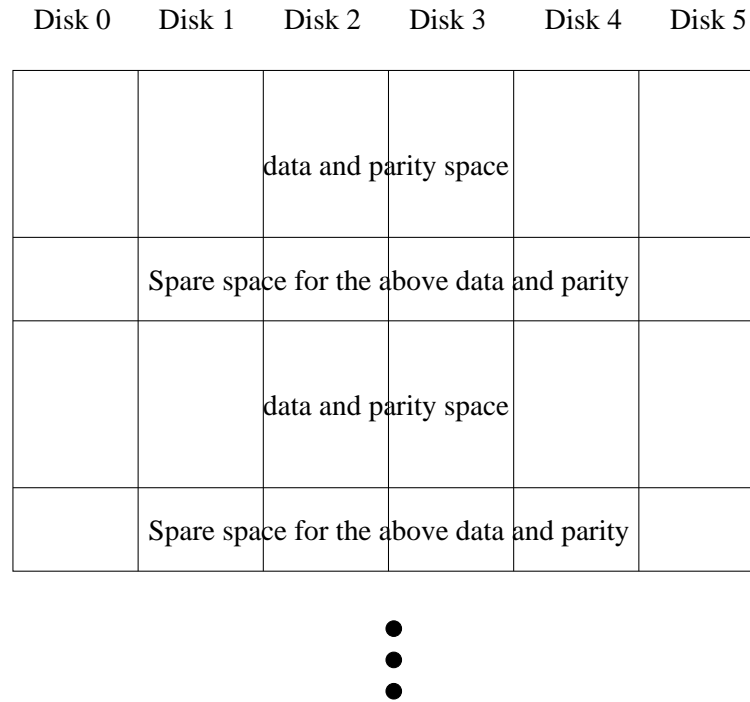 Disk 0 Disk 1 Disk 2 Disk 3 Disk 4 Disk 5
data and parity space
Spare space for the above data and parity
data and parity space
Spare space for the above data and parity